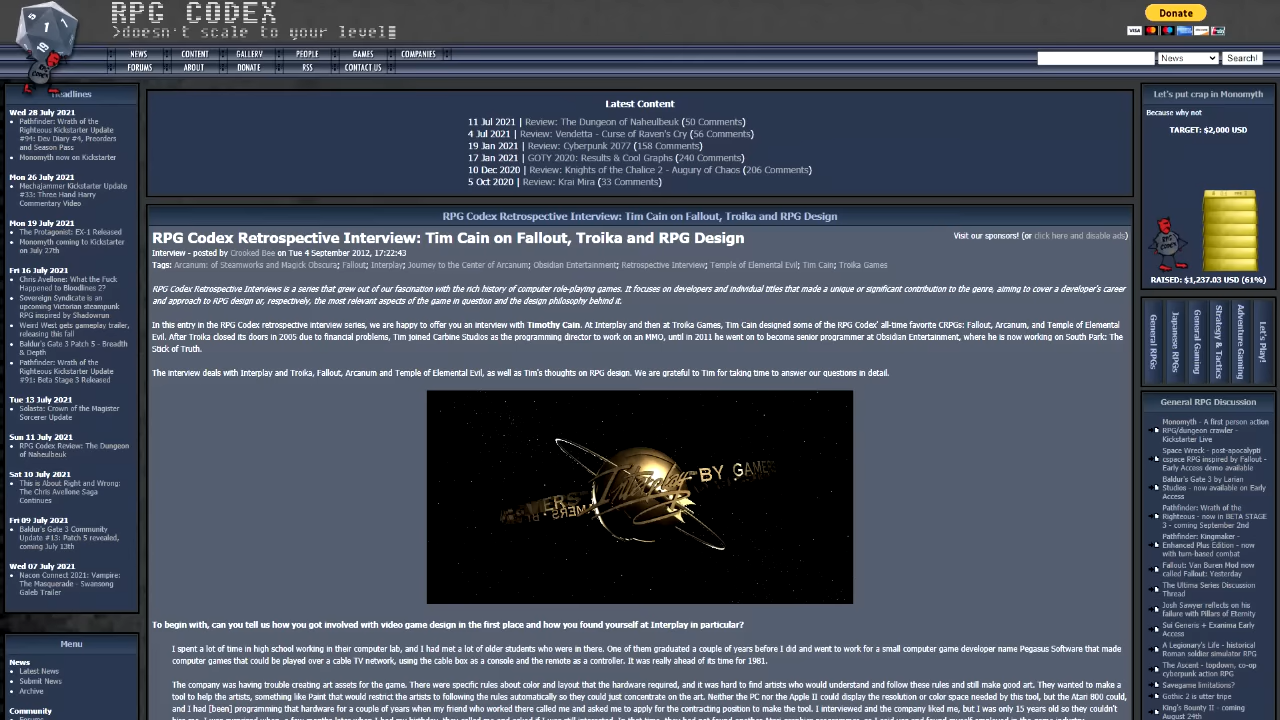 RPG CODEX
>doesn't scale to your level
Donate
NEWS CONTENT GALLERY PEOPLE GAMES COMPANIES
FORUMS ABOUT DONATE RSS CONTACT US
News
Search!
Headlines
Wed 28 July 2021
Pathfinder: Wrath of the
Righteous Kickstarter Update
#94: Dev Diary #4, Preorders
and Season Pass
Monomyth now on Kickstarter
Mon 26 July 2021
Mechajammer Kickstarter Update
#33: Three Hand Harry
Commentary Video
Mon 19 July 2021
The Protagonist: EX-1 Released
Monomyth coming to Kickstarter
on July 27th
Fri 16 July 2021
Chris Avellone: What the Fuck
Happened to Bloodlines 2?
Sovereign Syndicate is an
upcoming Victorian steampunk
RPG inspired by Shadowrun
Weird West gets gameplay trailer,
releasing this fall
Baldur's Gate 3 Patch 5 - Breadth
& Depth
Pathfinder: Wrath of the
Righteous Kickstarter Update
#91: Beta Stage 3 Released
Tue 13 July 2021
Solasta: Crown of the Magister
Sorcerer Update
Sun 11 July 2021
RPG Codex Review: The Dungeon
of Naheulbeuk
Sat 10 July 2021
This is About Right and Wrong:
The Chris Avellone Saga
Continues
Fri 09 July 2021
Baldur's Gate 3 Community
Update #13: Patch 5 revealed,
coming July 13th
Wed 07 July 2021
Nacon Connect 2021: Vampire:
The Masquerade - Swansong
Galeb Trailer
Menu
News
Latest News
Submit News
Archive
Community
Forums
Latest Content
11 Jul 2021 | Review: The Dungeon of Naheulbeuk (50 Comments)
4 Jul 2021 | Review: Vendetta - Curse of Raven's Cry (56 Comments)
19 Jan 2021 | Review: Cyberpunk 2077 (158 Comments)
17 Jan 2021 | GOTY 2020: Results & Cool Graphs (240 Comments)
10 Dec 2020 | Review: Knights of the Chalice 2 - Augury of Chaos (206 Comments)
5 Oct 2020 | Review: Krai Mira (33 Comments)
RPG Codex Retrospective Interview: Tim Cain on Fallout, Troika and RPG Design
RPG Codex Retrospective Interview: Tim Cain on Fallout, Troika and RPG Design
Visit our sponsors! (or click here and disable ads)
Interview - posted by Crooked Bee on Tue 4 September 2012, 17:22:43
Tags: Arcanum: of Steamworks and Magick Obscura; Fallout; Interplay; Journey to the Center of Arcanum; Obsidian Entertainment; Retrospective Interview; Temple of Elemental Evil; Tim Cain; Troika Games
RPG Codex Retrospective Interviews is a series that grew out of our fascination with the rich history of computer role-playing games. It focuses on developers and individual titles that made a unique or significant contribution to the genre, aiming to cover a developer's career
and approach to RPG design or, respectively, the most relevant aspects of the game in question and the design philosophy behind it.
In this entry in the RPG Codex retrospective interview series, we are happy to offer you an interview with Timothy Cain. At Interplay and then at Troika Games, Tim Cain designed some of the RPG Codex' all-time favorite CRPGs: Fallout, Arcanum, and Temple of Elemental
Evil. After Troika closed its doors in 2005 due to financial problems, Tim joined Carbine Studios as the programming director to work on an MMO, until in 2011 he went on to become senior programmer at Obsidian Entertainment, where he is now working on South Park: The
Stick of Truth.
The interview deals with Interplay and Troika, Fallout, Arcanum and Temple of Elemental Evil, as well as Tim's thoughts on RPG design. We are grateful to Tim for taking time to answer our questions in detail.
Interplay
BY GAMERS
To begin with, can you tell us how you got involved with video game design in the first place and how you found yourself at Interplay in particular?
I spent a lot of time in high school working in their computer lab, and I had met a lot of older students who were in there. One of them graduated a couple of years before I did and went to work for a small computer game developer name Pegasus Software that made
computer games that could be played over a cable TV network, using the cable box as a console and the remote as a controller. It was really ahead of its time for 1981.
The company was having trouble creating art assets for the game. There were special rules about color and layout that the hardware required, and it was hard to find artists who would understand and follow these rules and still make good art. They wanted to make a
tool to help the artists, something like Paint that would restrict the artists to following the rules automatically so they could just concentrate on the art. Neither the PC nor the Apple II could display the resolution or color space needed by this tool, but the Atari 800 could,
and I had [been] programming that hardware for a couple of years when my friend who worked there called me and asked me to apply for the contracting position to make the tool. I interviewed and the company liked me, but I was only 15 years old so they couldn't
Let's put crap in Monomyth
Because why not
TARGET: $2,000 USD
RAISED: $1,237.03 USD (61%)
General RPGs
Japanese RPGs
General Gaming
Strategy & Tactics
Adventure Gaming
Let's Play!
General RPG Discussion
Monomyth - A first person action
RPG/dungeon crawler -
Kickstarter Live
Space Wreck - post-apocalypti
cspace RPG inspired by Fallout -
Early Access demo available
Baldur's Gate 3 by Larian
Studios - now available on Early
Access
Pathfinder: Wrath of the
Righteous - now in BETA STAGE
3 - coming September 2nd
Pathfinder: Kingmaker -
Enhanced Plus Edition - now
with turn-based combat
Fallout: Van Buren Mod now
called Fallout: Yesterday
The Ultima Series Discussion
Thread
Josh Sawyer reflects on his
failure with Pillars of Eternity
Sui Generis + Exanima Early
Access
A Legionary's Life - historical
Roman soldier simulator RPG
The Ascent - topdown, co-op
cyberpunk action RPG
Savegame limitations?
Gothic 2 is utter tripe
King's Bounty II - coming